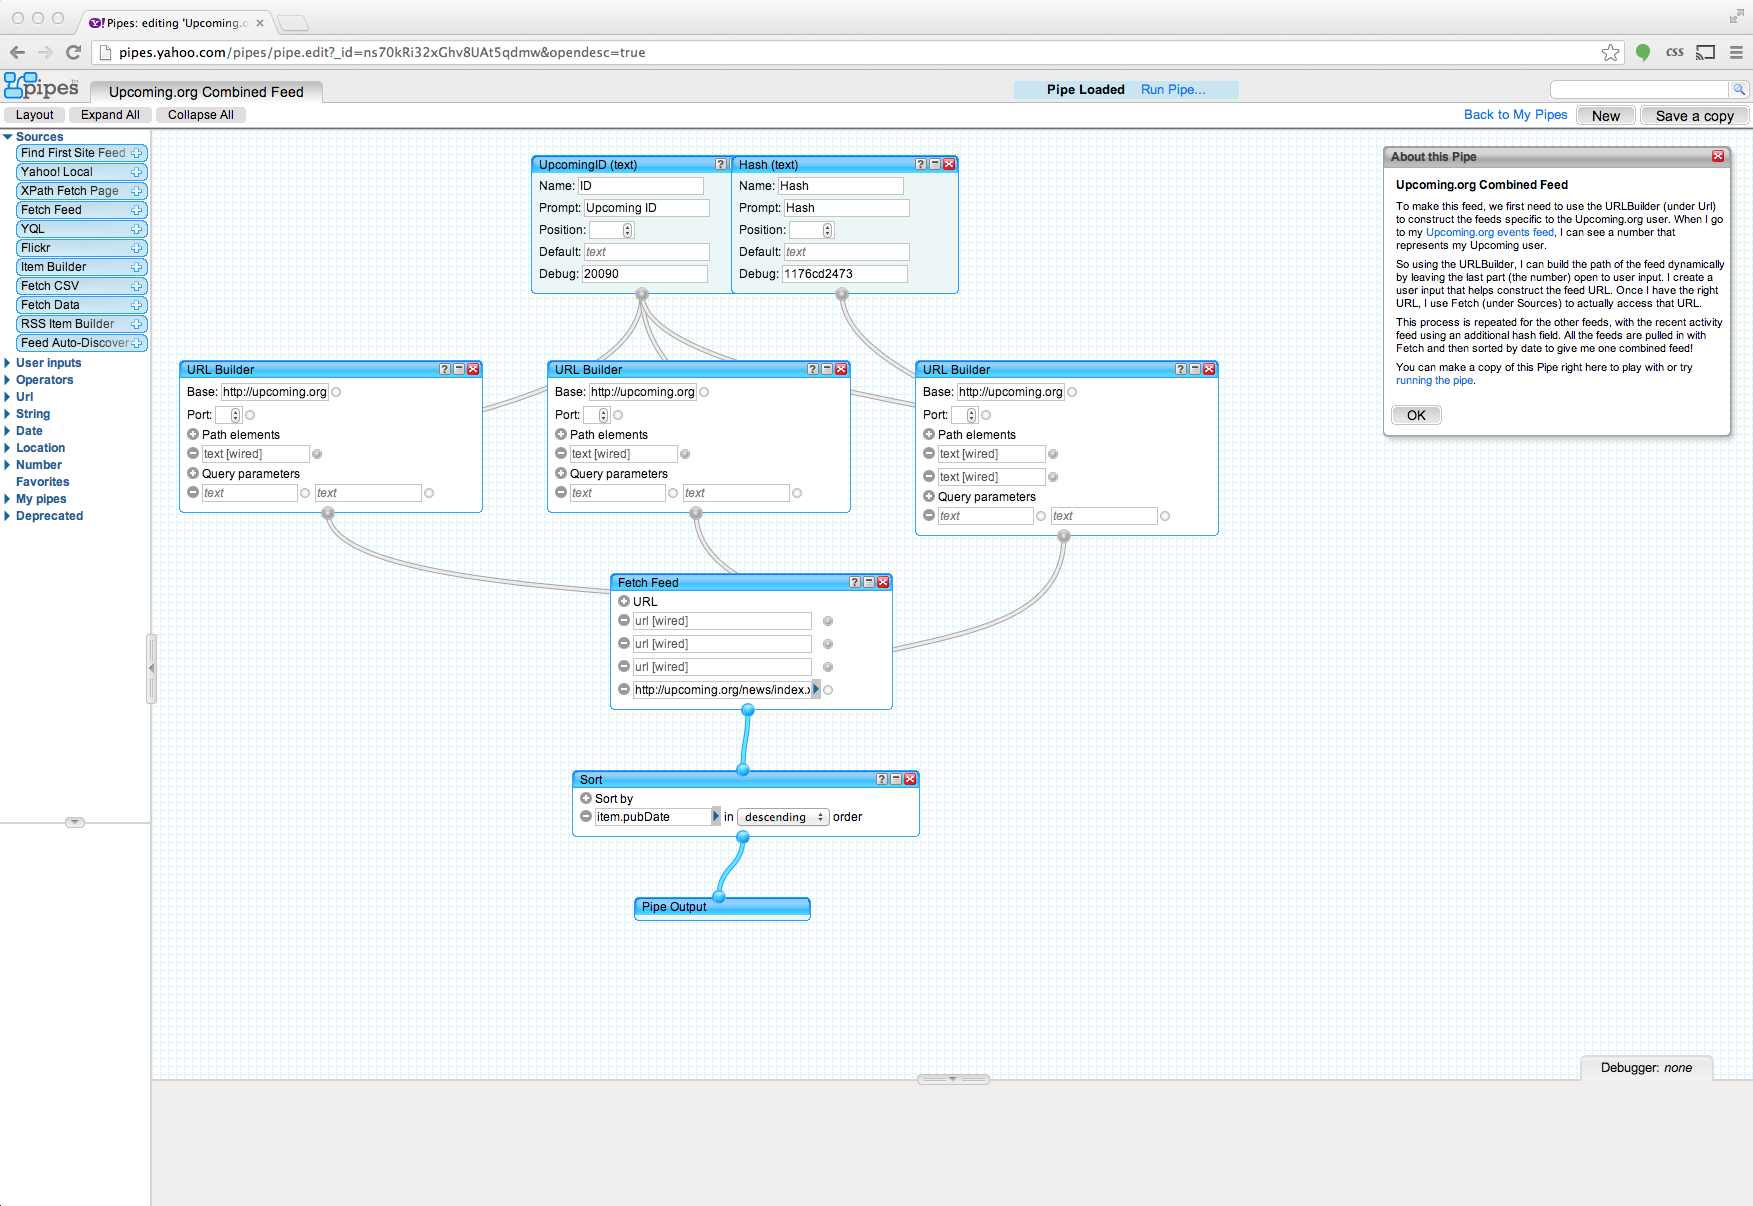 Y! Pipes: editing 'Upcoming.o
pipes.yahoo.com/pipes/pipe.edit?_id=ns70kRi32xGhv8UAt5qdmw&opendesc=true
CSS
pipes
Upcoming.org Combined Feed
Pipe Loaded Run Pipe...
Layout Expand All Collapse All
Back to My Pipes New Save a copy
Sources
Find First Site Feed
Yahoo! Local
XPath Fetch Page
Fetch Feed
YQL
Flickr
Item Builder
Fetch CSV
Fetch Data
RSS Item Builder
Feed Auto-Discover
User inputs
Operators
Url
String
Date
Location
Number
Favorites
My pipes
Deprecated
UpcomingID (text)
Name: ID
Prompt: Upcoming ID
Position:
Default: text
Debug: 20090
Hash (text)
Name: Hash
Prompt: Hash
Position:
Default: text
Debug: 1176cd2473
URL Builder
Base: http://upcoming.org
Port:
Path elements
text [wired]
Query parameters
text text
URL Builder
Base: http://upcoming.org
Port:
Path elements
text [wired]
Query parameters
text text
URL Builder
Base: http://upcoming.org
Port:
Path elements
text [wired]
text [wired]
Query parameters
text text
Fetch Feed
URL
url [wired]
url [wired]
url [wired]
http://upcoming.org/news/index.x
Sort
Sort by
item.pubDate in descending order
Pipe Output
About this Pipe
Upcoming.org Combined Feed
To make this feed, we first need to use the URLBuilder (under Url)
to construct the feeds specific to the Upcoming.org user. When I go
to my Upcoming.org events feed, I can see a number that
represents my Upcoming user.
So using the URLBuilder, I can build the path of the feed dynamically
by leaving the last part (the number) open to user input. I create a
user input that helps construct the feed URL. Once I have the right
URL, I use Fetch (under Sources) to actually access that URL.
This process is repeated for the other feeds, with the recent activity
feed using an additional hash field. All the feeds are pulled in with
Fetch and then sorted by date to give me one combined feed!
You can make a copy of this Pipe right here to play with or try
running the pipe.
OK
Debugger: none